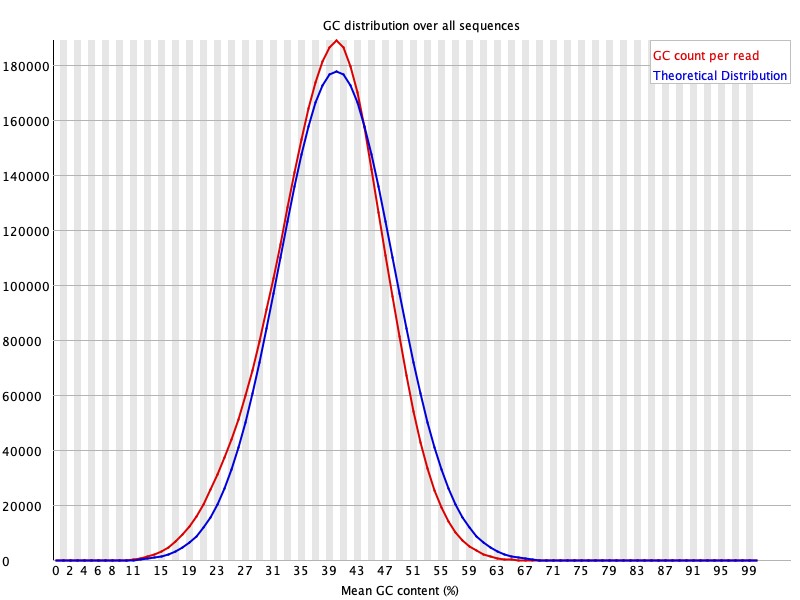 GC distribution over all sequences
GC count per read
Theoretical Distribution
180000
160000
140000
120000
100000
80000
60000
40000
20000
0
0 2 4 6 8 11 15 19 23 27 31 35 39 43 47 51 55 59 63 67 71 75 79 83 87 91 95 99
Mean GC content (%)